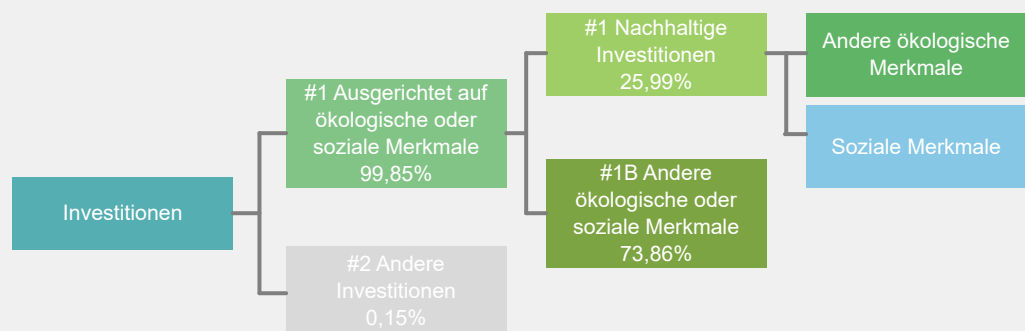 Investitionen
#1 Ausgerichtet auf
ökologische oder
soziale Merkmale
99,85%
#2 Andere
Investitionen
0,15%
#1 Nachhaltige
Investitionen
25,99%
#1B Andere
ökologische oder
soziale Merkmale
73,86%
Andere ökologische
Merkmale
Soziale Merkmale